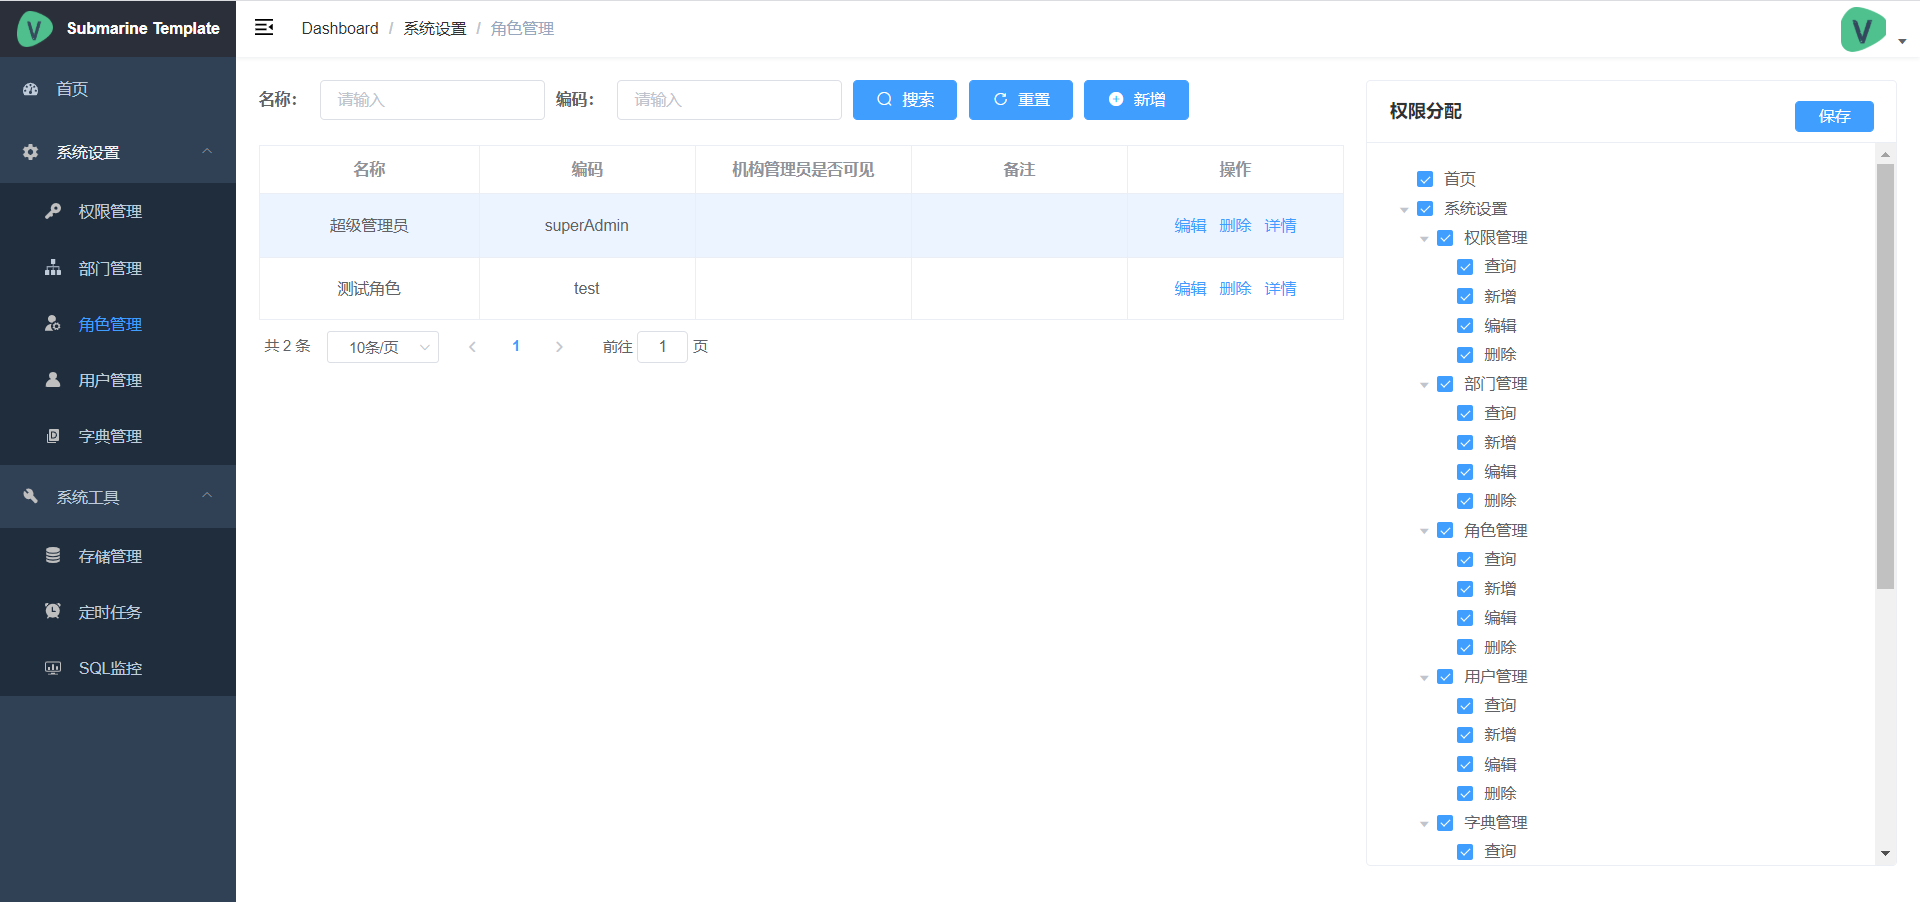 Submarine Template
首页
系统设置
权限管理
部门管理
角色管理
用户管理
字典管理
系统工具
存储管理
定时任务
SQL监控
Dashboard / 系统设置 / 角色管理
名称： 请输入 编码： 请输入 搜索 重置 新增
名称 编码 机构管理员是否可见 备注 操作
超级管理员 superAdmin 编辑 删除 详情
测试角色 test 编辑 删除 详情
共 2 条 10条/页 1 前往 1 页
权限分配 保存
首页
系统设置
权限管理
查询
新增
编辑
删除
部门管理
查询
新增
编辑
删除
角色管理
查询
新增
编辑
删除
用户管理
查询
新增
编辑
删除
字典管理
查询